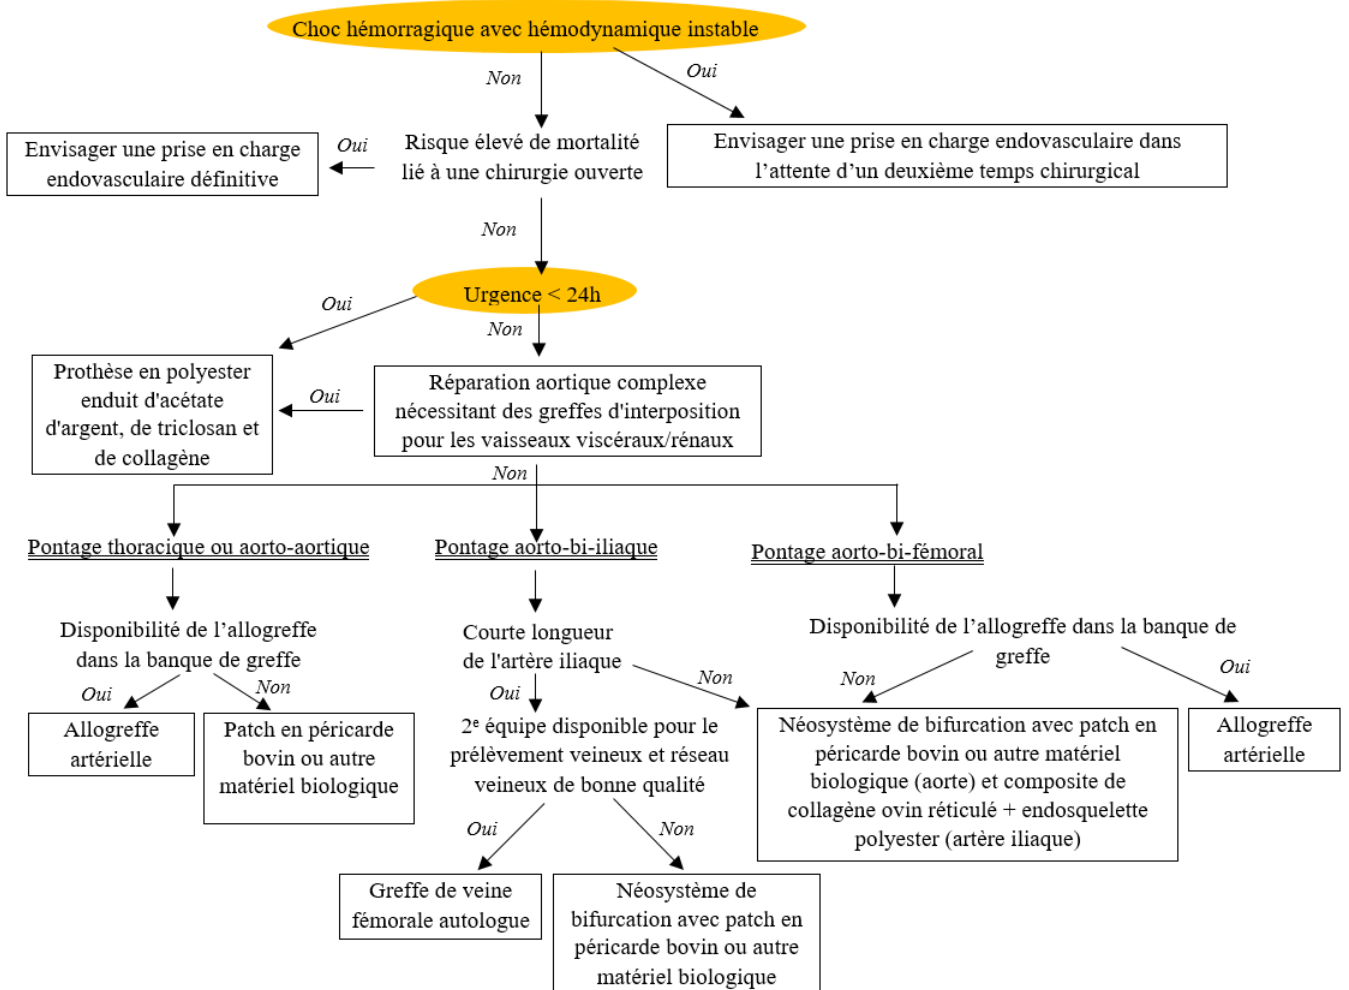 Choc hémorragique avec hémodynamique instable
Non
Oui
Envisager une prise en charge
endovasculaire définitive
Oui
Risque élevé de mortalité
lié à une chirurgie ouverte
Envisager une prise en charge endovasculaire dans
l’attente d’un deuxième temps chirurgical
Non
Urgence < 24h
Oui
Non
Prothèse en polyester
enduit d'acétate
d'argent, de triclosan et
de collagène
Oui
Réparation aortique complexe
nécessitant des greffes d'interposition
pour les vaisseaux viscéraux/rénaux
Non
Pontage thoracique ou aorto-aortique
Pontage aorto-bi-iliaque
Pontage aorto-bi-fémoral
Disponibilité de l’allogreffe
dans la banque de greffe
Oui
Non
Allogreffe
artérielle
Patch en péricarde
bovin ou autre
matériel biologique
Courte longueur
de l'artère iliaque
Oui
Non
2e équipe disponible pour le
prélèvement veineux et réseau
veineux de bonne qualité
Oui
Non
Greffe de veine
fémorale autologue
Néosystème de
bifurcation avec patch en
péricarde bovin ou autre
matériel biologique
Disponibilité de l’allogreffe dans la banque de
greffe
Non
Oui
Néosystème de bifurcation avec patch en
péricarde bovin ou autre matériel
biologique (aorte) et composite de
collagène ovin réticulé + endosquelette
polyester (artère iliaque)
Allogreffe
artérielle